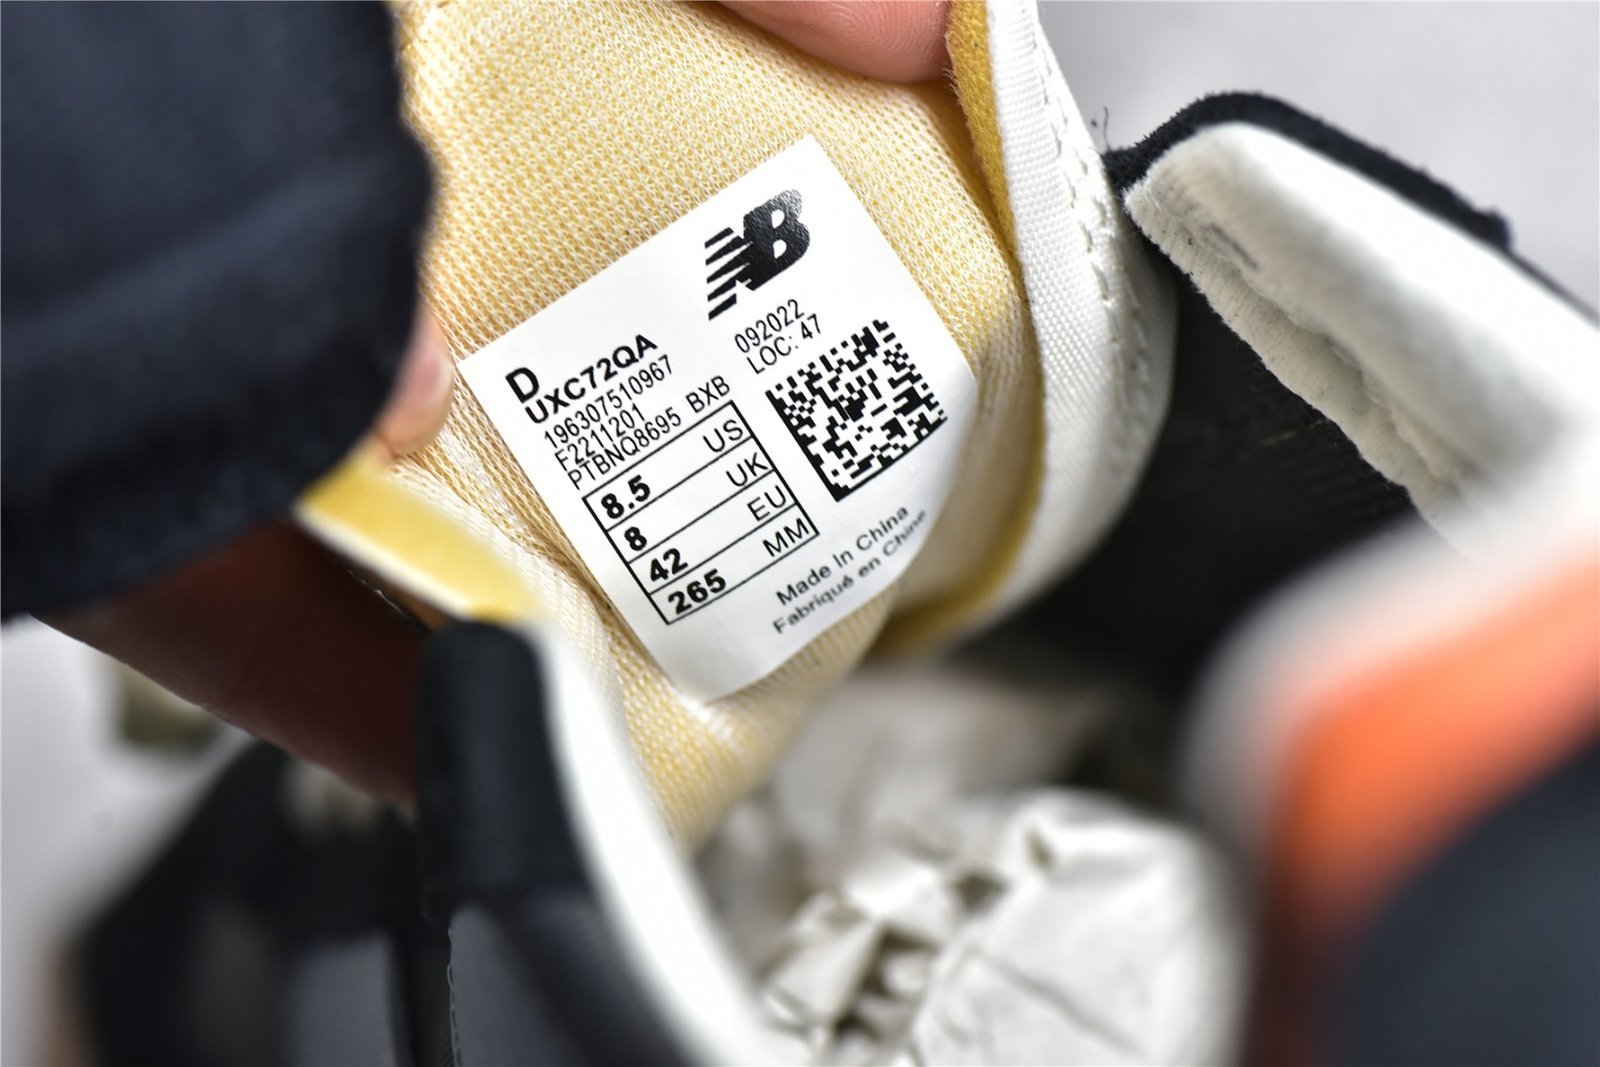 NB
D
UXC72QA
196307510967
F2211201
PTBNQ8695 BXB
092022
LOC: 47
8.5 US
8 UK
42 EU
265 MM
Made in China
Fabriqué en Chine